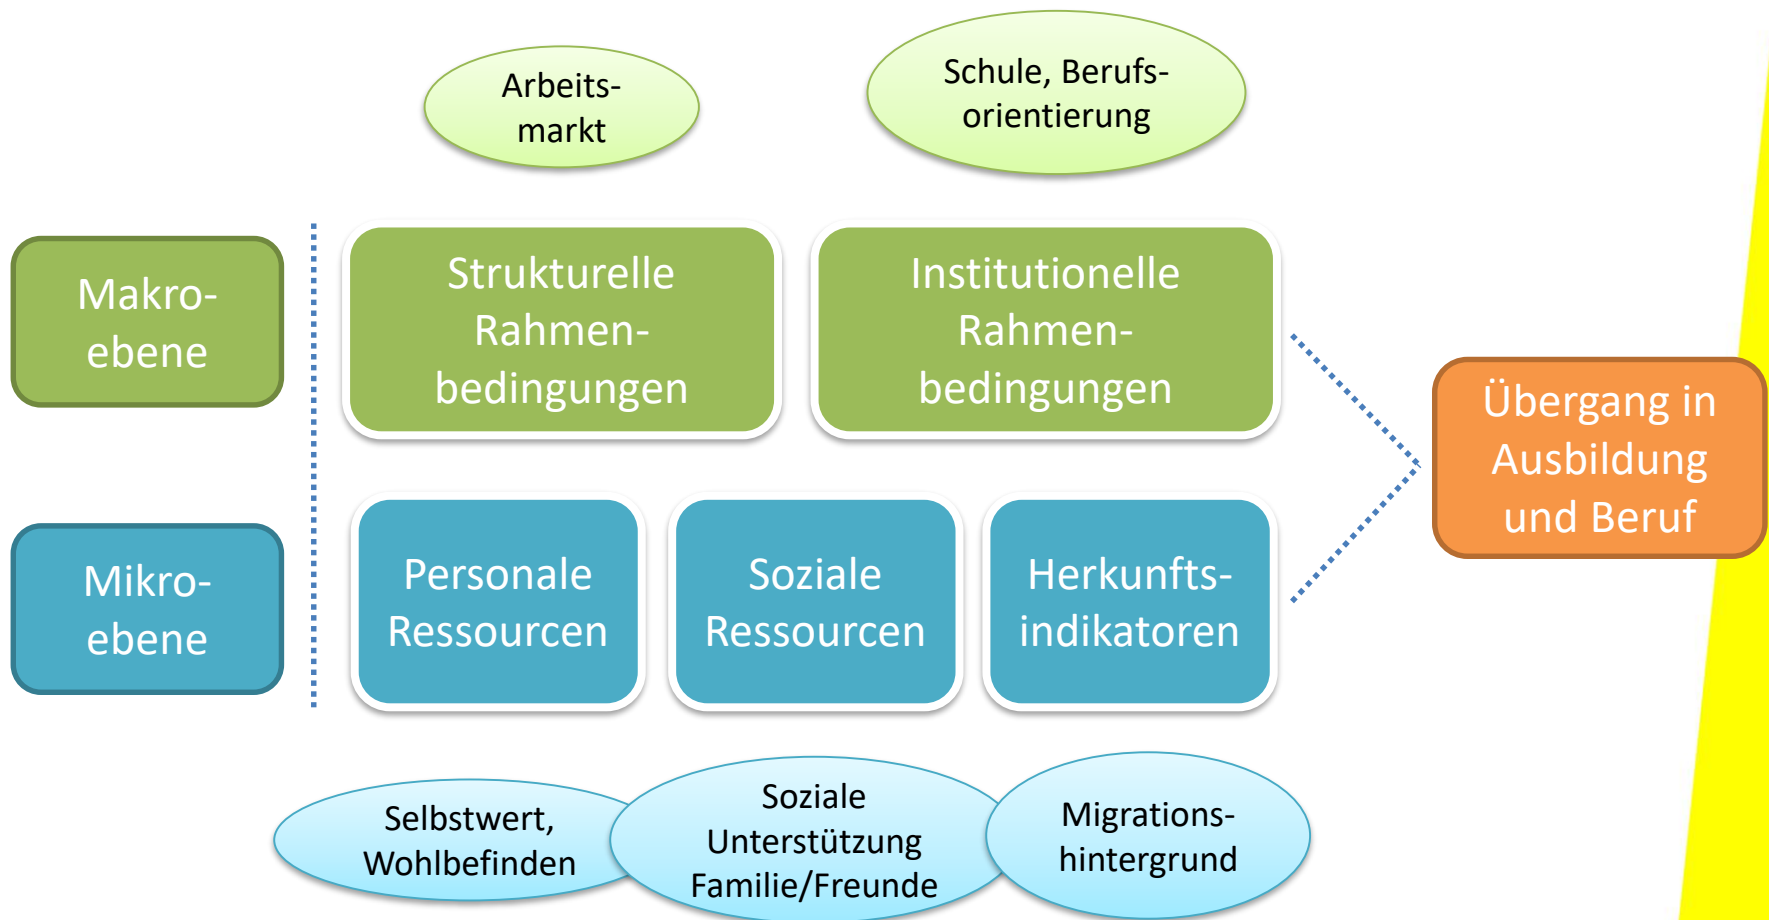 Arbeits-
markt
Schule, Berufs-
orientierung
Makro-
ebene
Strukturelle
Rahmen-
bedingungen
Institutionelle
Rahmen-
bedingungen
Übergang in
Ausbildung
und Beruf
Mikro-
ebene
Personale
Ressourcen
Soziale
Ressourcen
Herkunfts-
indikatoren
Selbstwert,
Wohlbefinden
Soziale
Unterstützung
Familie/Freunde
Migrations-
hintergrund